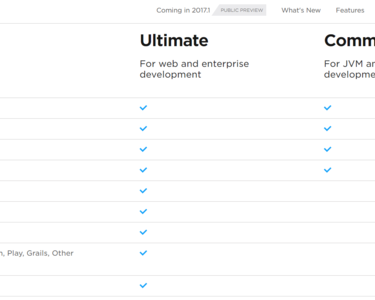 Coming in 2017.1 PUBLIC PREVIEW What's New Features
Ultimate
For web and enterprise
development
Comm
For JVM an
developme
n, Play, Grails, Other